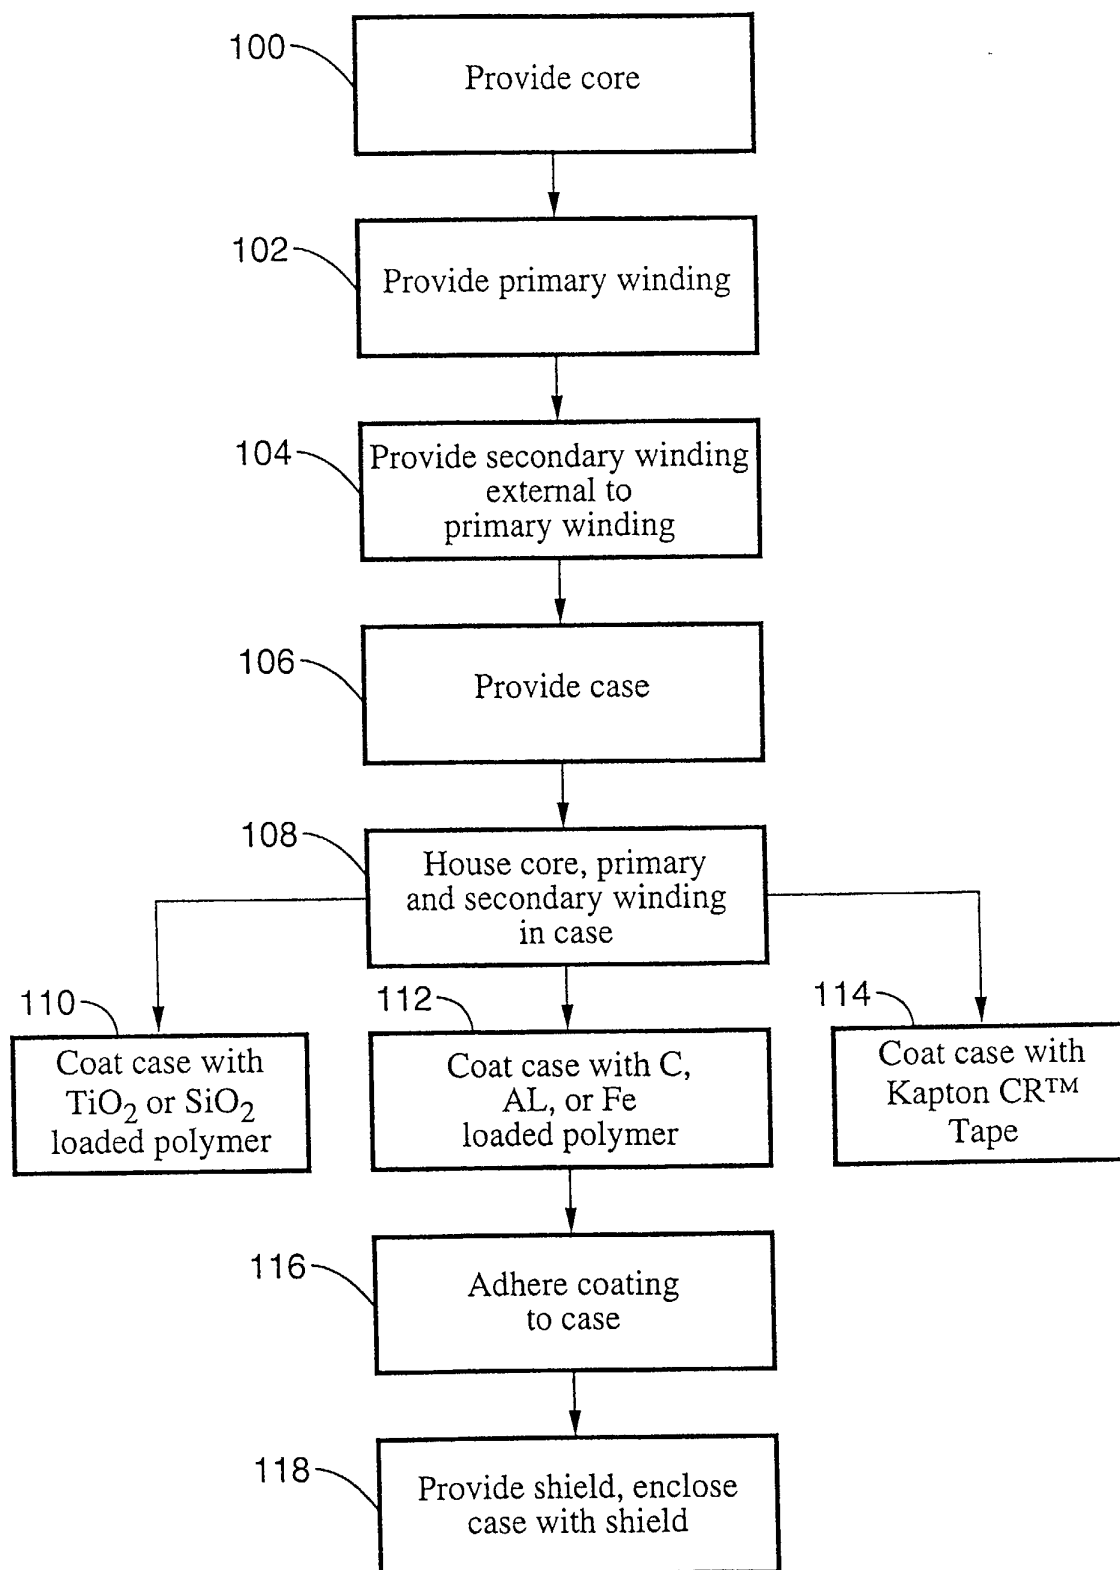 100
Provide core
102
Provide primary winding
104
Provide secondary winding
external to
primary winding
106
Provide case
108
House core, primary
and secondary winding
in case
110
Coat case with
TiO₂ or SiO₂
loaded polymer
112
Coat case with C,
AL, or Fe
loaded polymer
114
Coat case with
Kapton CR™
Tape
116
Adhere coating
to case
118
Provide shield, enclose
case with shield